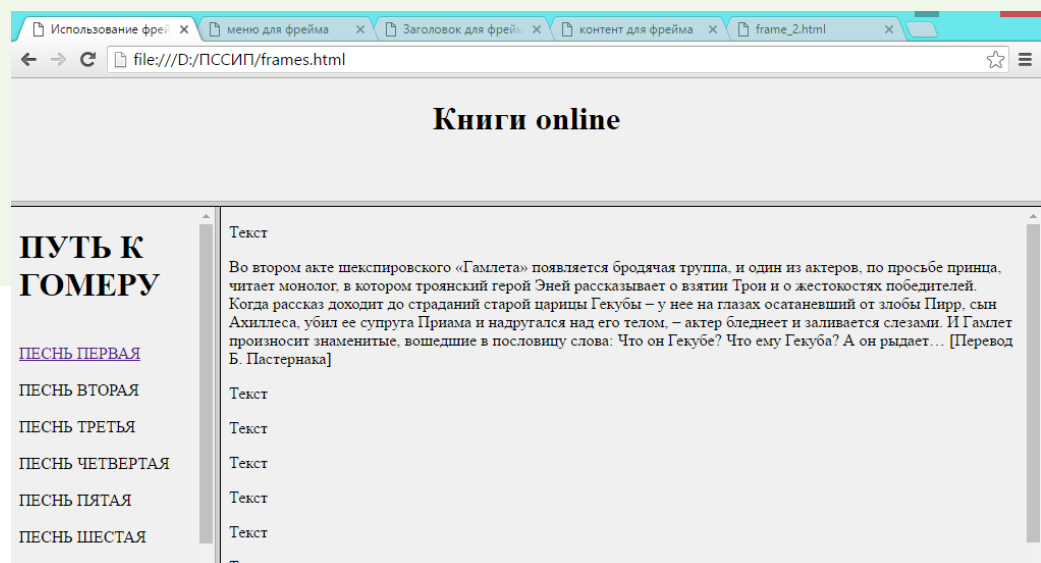 Использование фрей
меню для фрейма
Заголовок для фрейм
контент для фрейма
frame_2.html
file:///D:/ПССИП/frames.html
Книги online
ПУТЬ К
ГОМЕРУ
ПЕСНЬ ПЕРВАЯ
ПЕСНЬ ВТОРАЯ
ПЕСНЬ ТРЕТЬЯ
ПЕСНЬ ЧЕТВЕРТАЯ
ПЕСНЬ ПЯТАЯ
ПЕСНЬ ШЕСТАЯ
Текст
Во втором акте шекспировского «Гамлета» появляется бродячая труппа, и один из актеров, по просьбе принца,
читает монолог, в котором троянский герой Эней рассказывает о взятии Трои и о жестокостях победителей.
Когда рассказ доходит до страданий старой царицы Гекубы – у нее на глазах осатаневший от злобы Пирр, сын
Ахиллеса, убил ее супруга Приама и надругался над его телом, – актер бледнеет и заливается слезами. И Гамлет
произносит знаменитые, вошедшие в пословицу слова: Что он Гекубе? Что ему Гекуба? А он рыдает… [Перевод
Б. Пастернака]
Текст
Текст
Текст
Текст
Текст